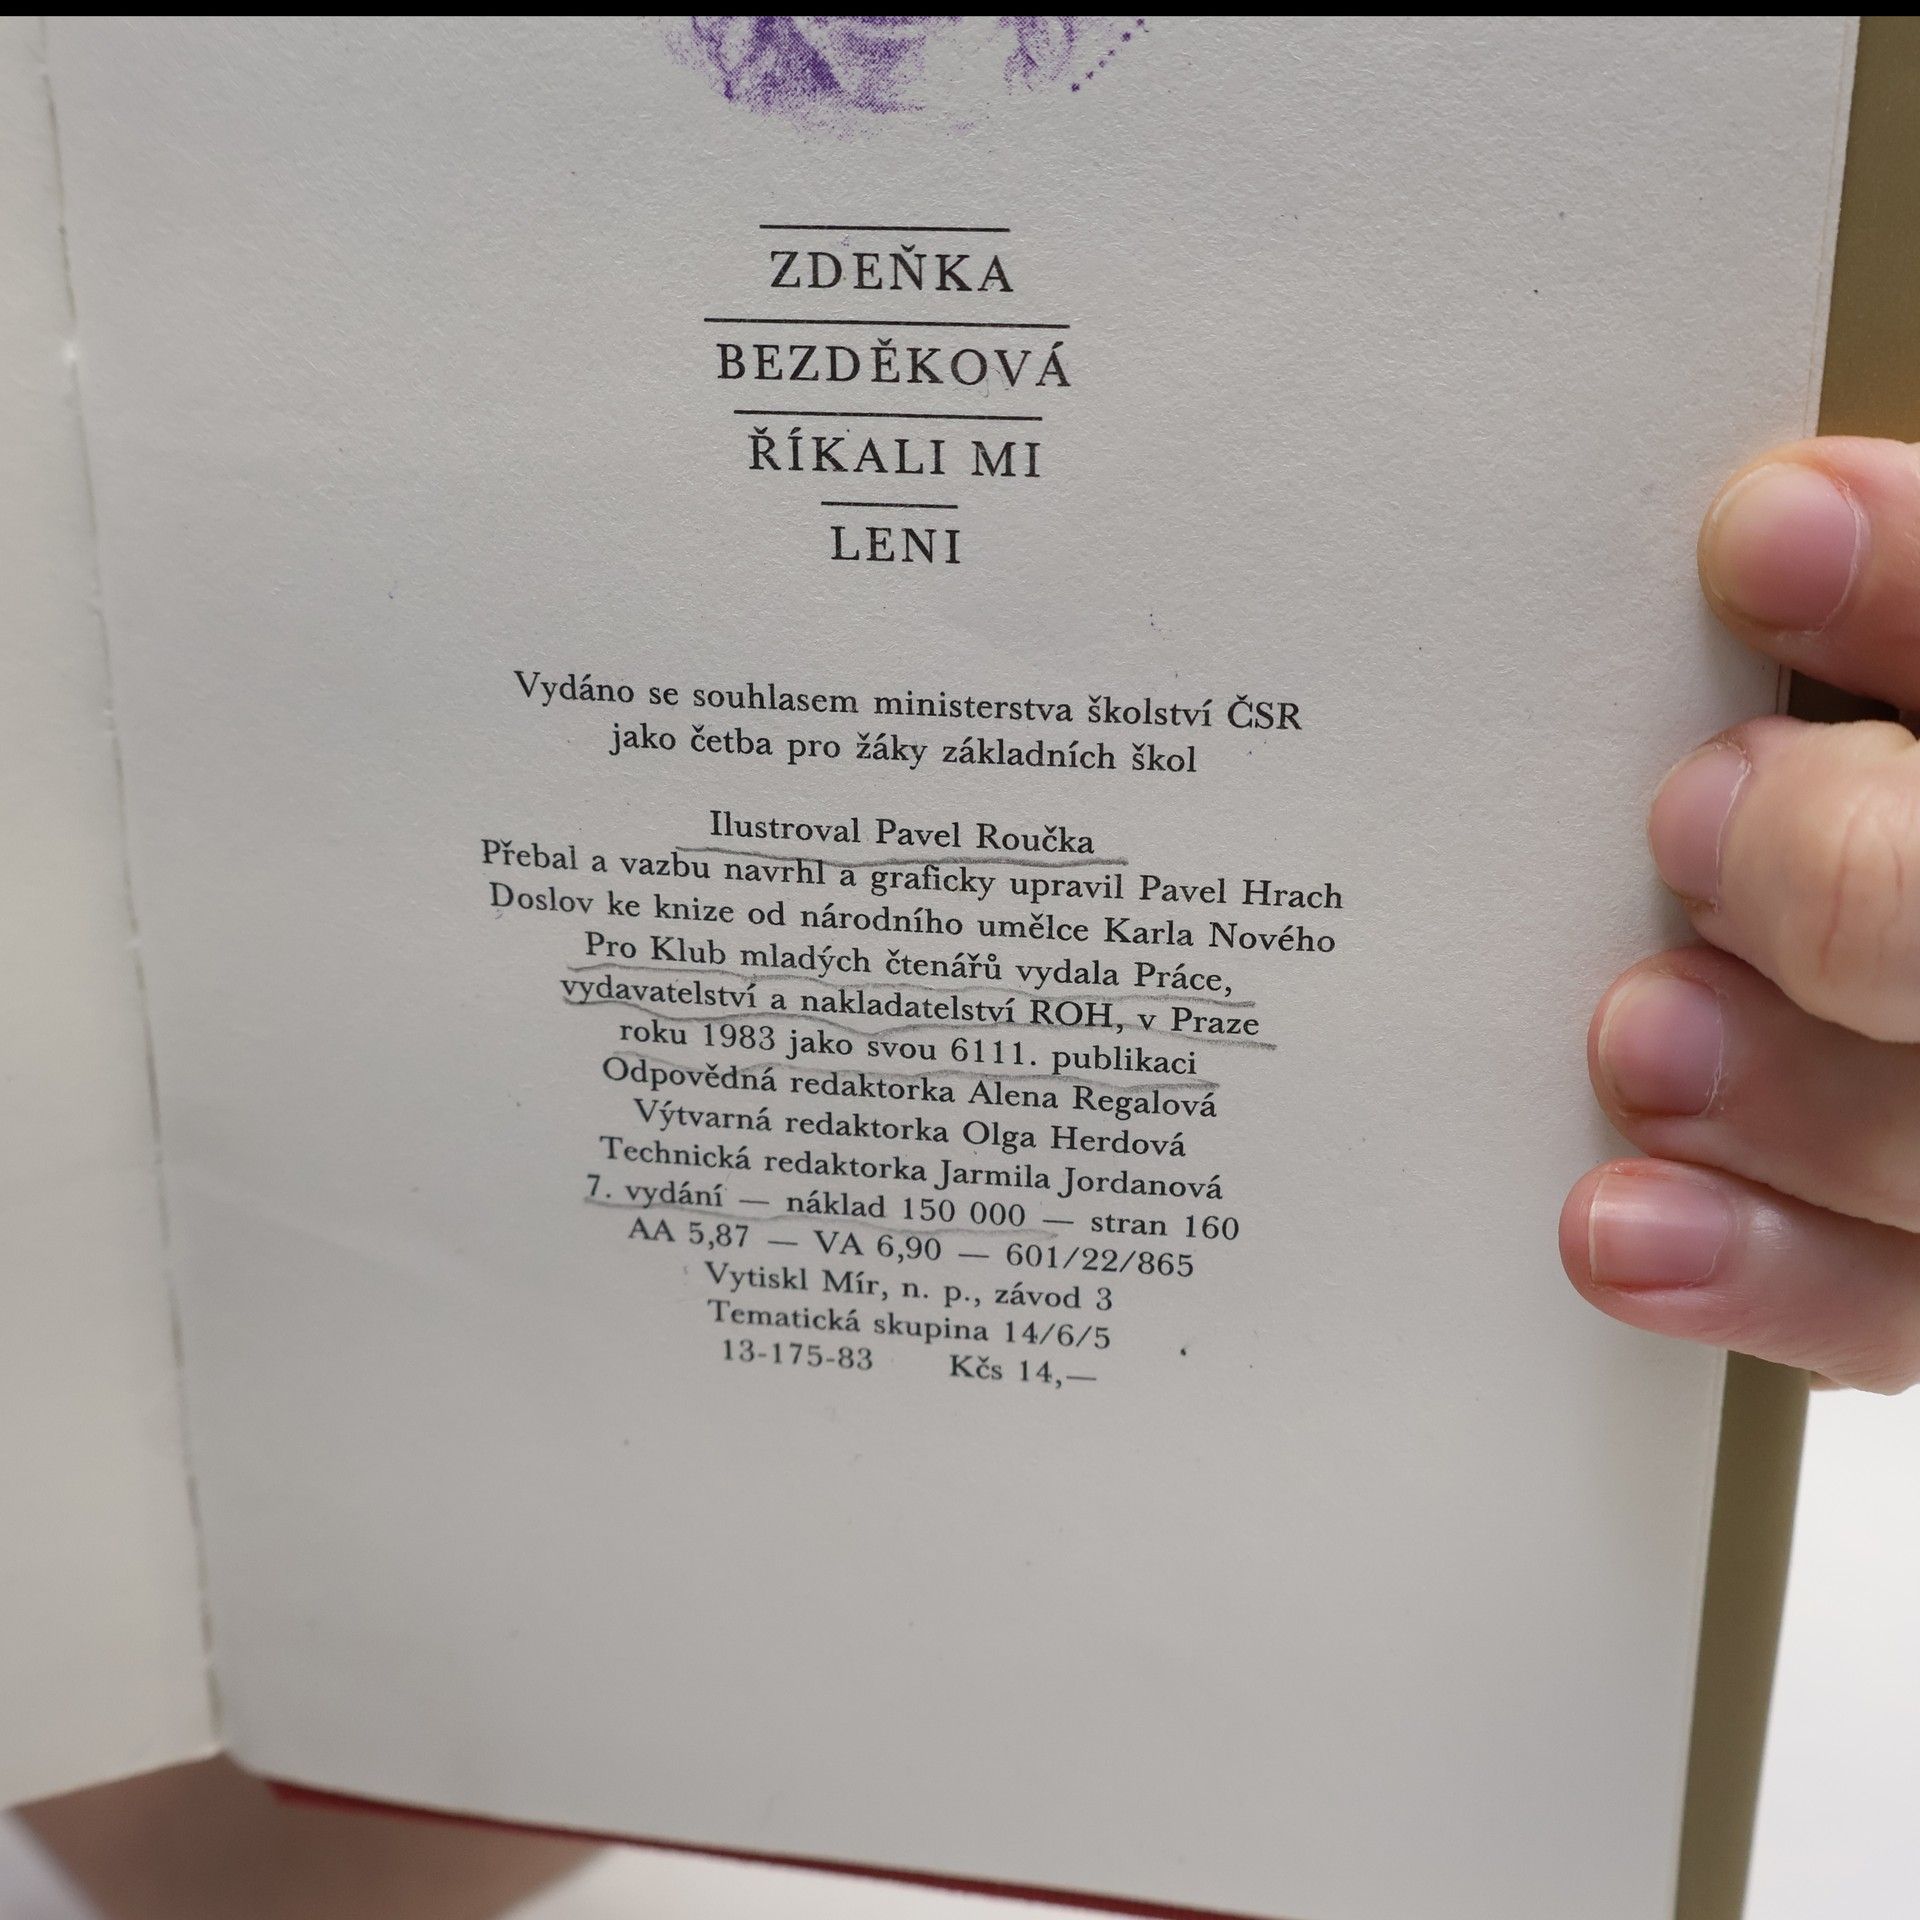 ZDEŇKA
BEZDĚKOVÁ
ŘÍKALI MI
LENI
Vydáno se souhlasem ministerstva školství ČSR
jako četba pro žáky základních škol
Ilustroval Pavel Roučka
Přebal a vazbu navrhl a graficky upravil Pavel Hrach
Doslov ke knize od národního umělce Karla Nového
Pro Klub mladých čtenářů vydala Práce,
vydavatelství a nakladatelství ROH, v Praze
roku 1983 jako svou 6111. publikaci
Odpovědná redaktorka Alena Regalová
Výtvarná redaktorka Olga Herdová
Technická redaktorka Jarmila Jordanová
7. vydání — náklad 150 000 — stran 160
AA 5,87 — VA 6,90 — 601/22/865
Vytiskl Mír, n. p., závod 3
Tematická skupina 14/6/5
13-175-83 Kčs 14,—